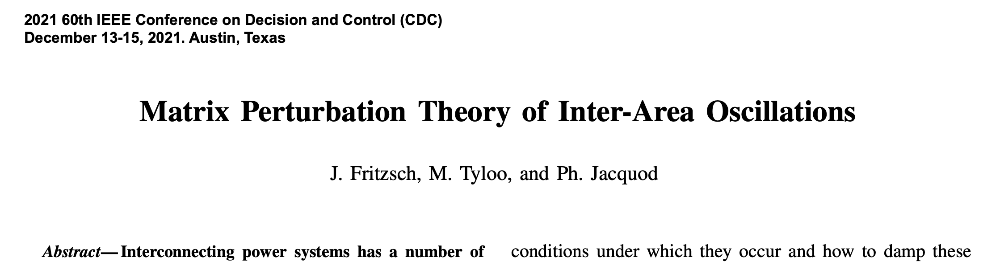 2021 60th IEEE Conference on Decision and Control (CDC)
December 13-15, 2021. Austin, Texas
Matrix Perturbation Theory of Inter-Area Oscillations
J. Fritzsch, M. Tyloo, and Ph. Jacquod
Abstract—Interconnecting power systems has a number of
conditions under which they occur and how to damp these